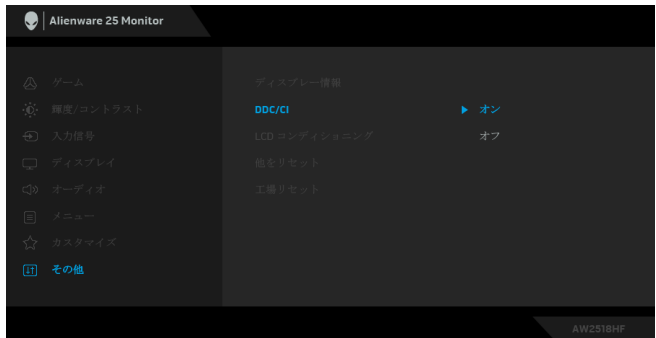 Alienware 25 Monitor
ゲーム
輝度/コントラスト
入力信号
ディスプレイ
オーディオ
メニュー
カスタマイズ
その他
ディスプレー情報
DDC/CI
オン
LCD コンディショニング
オフ
他をリセット
工場リセット
AW2518HF